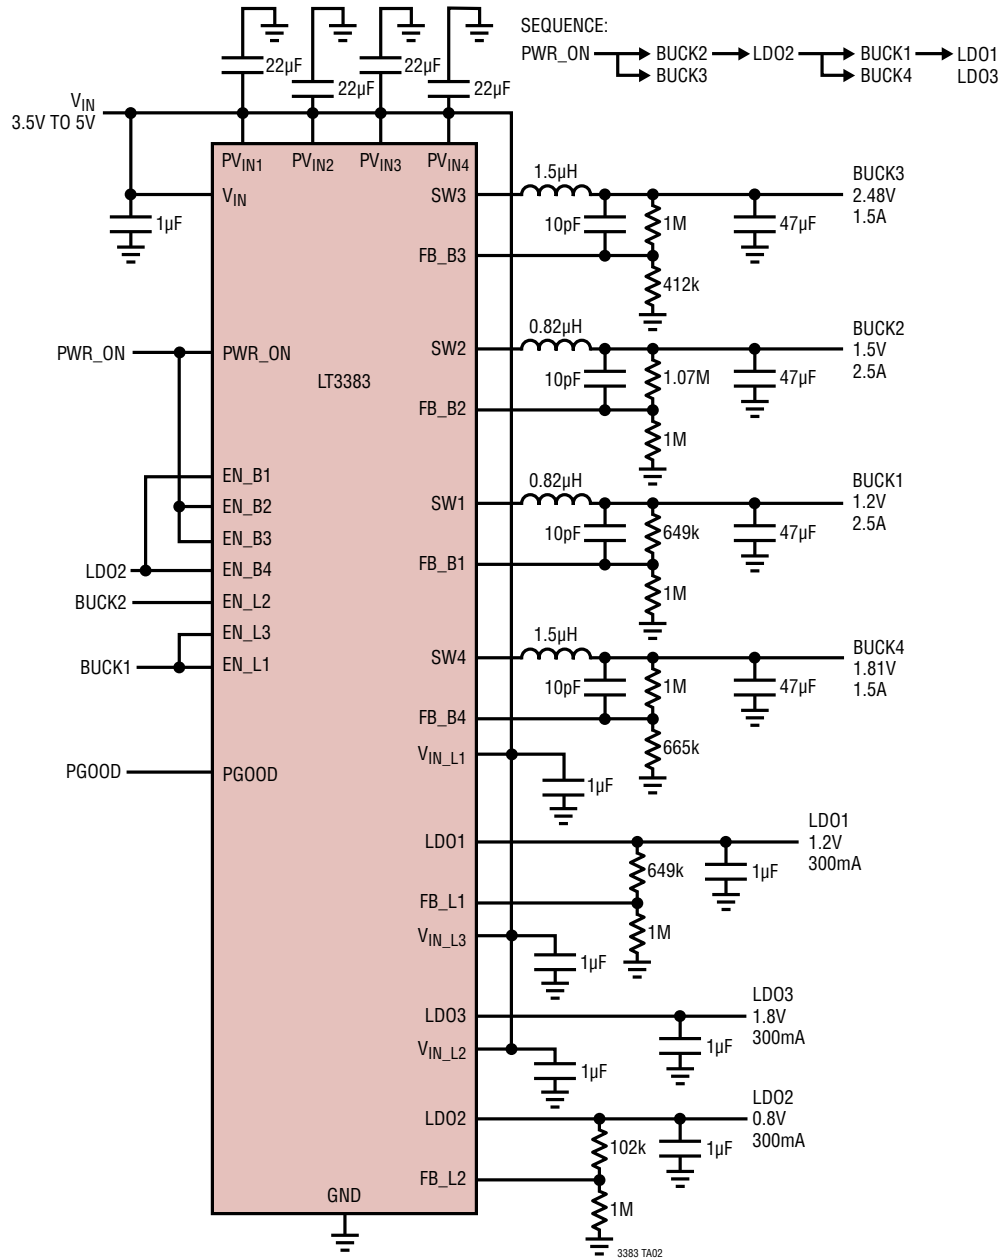 SEQUENCE:
PWR_ON BUCK2 LDO2 BUCK1 LDO1
BUCK3 BUCK4 LDO3
22µF
22µF
22µF
22µF
VIN
3.5V TO 5V
PVIN1 PVIN2 PVIN3 PVIN4
VIN
1µF
SW3
1.5µH
10pF
1M
47µF
BUCK3
2.48V
1.5A
FB_B3
412k
PWR_ON
PWR_ON
LT3383
SW2
0.82µH
10pF
1.07M
47µF
BUCK2
1.5V
2.5A
FB_B2
1M
EN_B1
EN_B2
EN_B3
LDO2
EN_B4
BUCK2
EN_L2
EN_L3
BUCK1
EN_L1
SW1
0.82µH
10pF
649k
47µF
BUCK1
1.2V
2.5A
FB_B1
1M
SW4
1.5µH
10pF
1M
47µF
BUCK4
1.81V
1.5A
FB_B4
665k
PGOOD
PGOOD
VIN_L1
1µF
LDO1
649k
1µF
LDO1
1.2V
300mA
FB_L1
1M
VIN_L3
1µF
LDO3
1µF
LDO3
1.8V
300mA
VIN_L2
1µF
LDO2
102k
1µF
LDO2
0.8V
300mA
FB_L2
1M
GND
3383 TA02